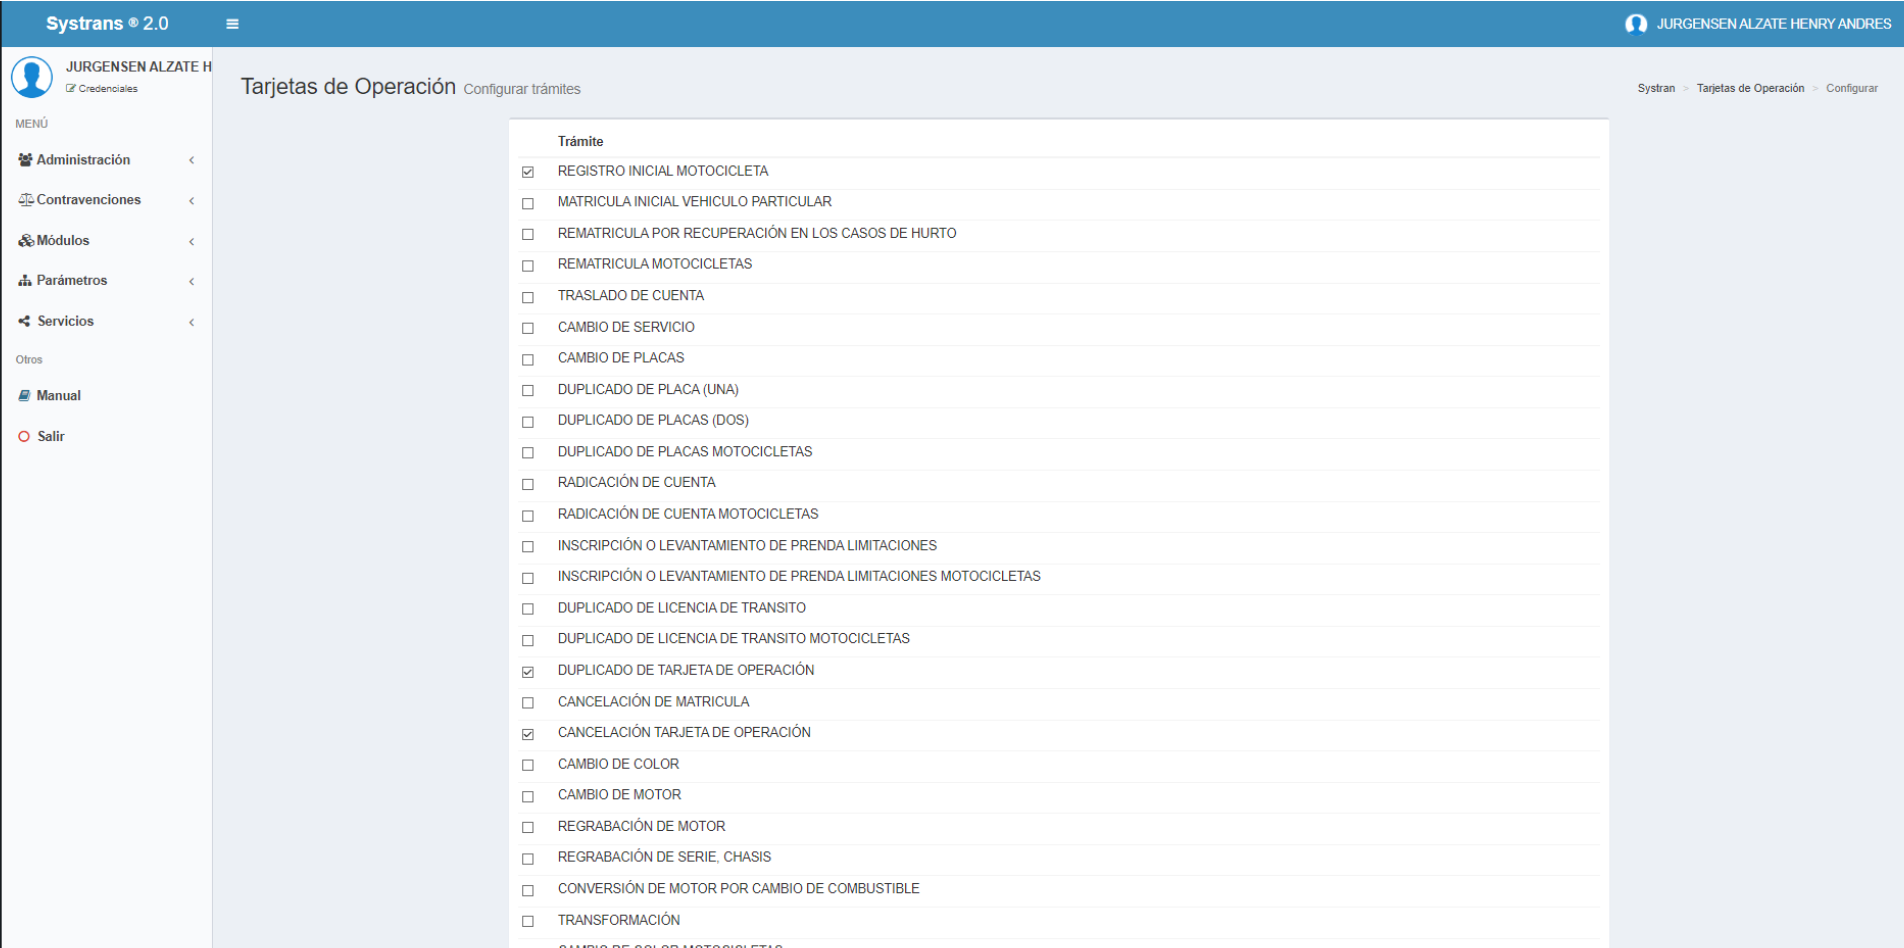 Systrans ® 2.0
JURGENSEN ALZATE HENRY ANDRES
JURGENSEN ALZATE H
Credenciales
MENÚ
Administración
Contravenciones
Módulos
Parámetros
Servicios
Otros
Manual
Salir
Tarjetas de Operación Configurar trámites
Systran > Tarjetas de Operación > Configurar
Trámite
REGISTRO INICIAL MOTOCICLETA
MATRICULA INICIAL VEHICULO PARTICULAR
REMATRICULA POR RECUPERACIÓN EN LOS CASOS DE HURTO
REMATRICULA MOTOCICLETAS
TRASLADO DE CUENTA
CAMBIO DE SERVICIO
CAMBIO DE PLACAS
DUPLICADO DE PLACA (UNA)
DUPLICADO DE PLACAS (DOS)
DUPLICADO DE PLACAS MOTOCICLETAS
RADICACIÓN DE CUENTA
RADICACIÓN DE CUENTA MOTOCICLETAS
INSCRIPCIÓN O LEVANTAMIENTO DE PRENDA LIMITACIONES
INSCRIPCIÓN O LEVANTAMIENTO DE PRENDA LIMITACIONES MOTOCICLETAS
DUPLICADO DE LICENCIA DE TRANSITO
DUPLICADO DE LICENCIA DE TRANSITO MOTOCICLETAS
DUPLICADO DE TARJETA DE OPERACIÓN
CANCELACIÓN DE MATRICULA
CANCELACIÓN TARJETA DE OPERACIÓN
CAMBIO DE COLOR
CAMBIO DE MOTOR
REGRABACIÓN DE MOTOR
REGRABACIÓN DE SERIE, CHASIS
CONVERSIÓN DE MOTOR POR CAMBIO DE COMBUSTIBLE
TRANSFORMACIÓN
CAMBIO DE COLOR MOTOCICLETAS